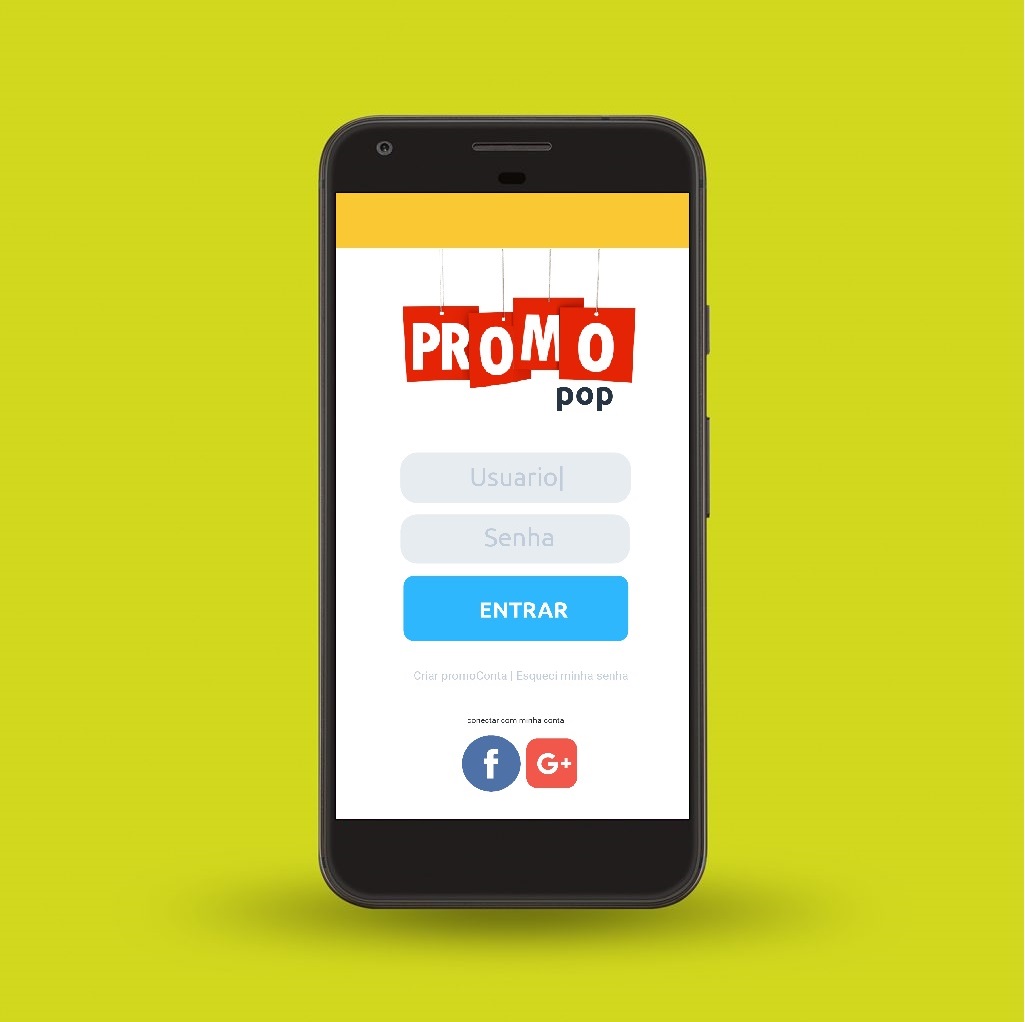 PROMO
pop
Usuario
Senha
ENTRAR
Criar promoConta | Esqueci minha senha
conectar com minha conta
f
G+